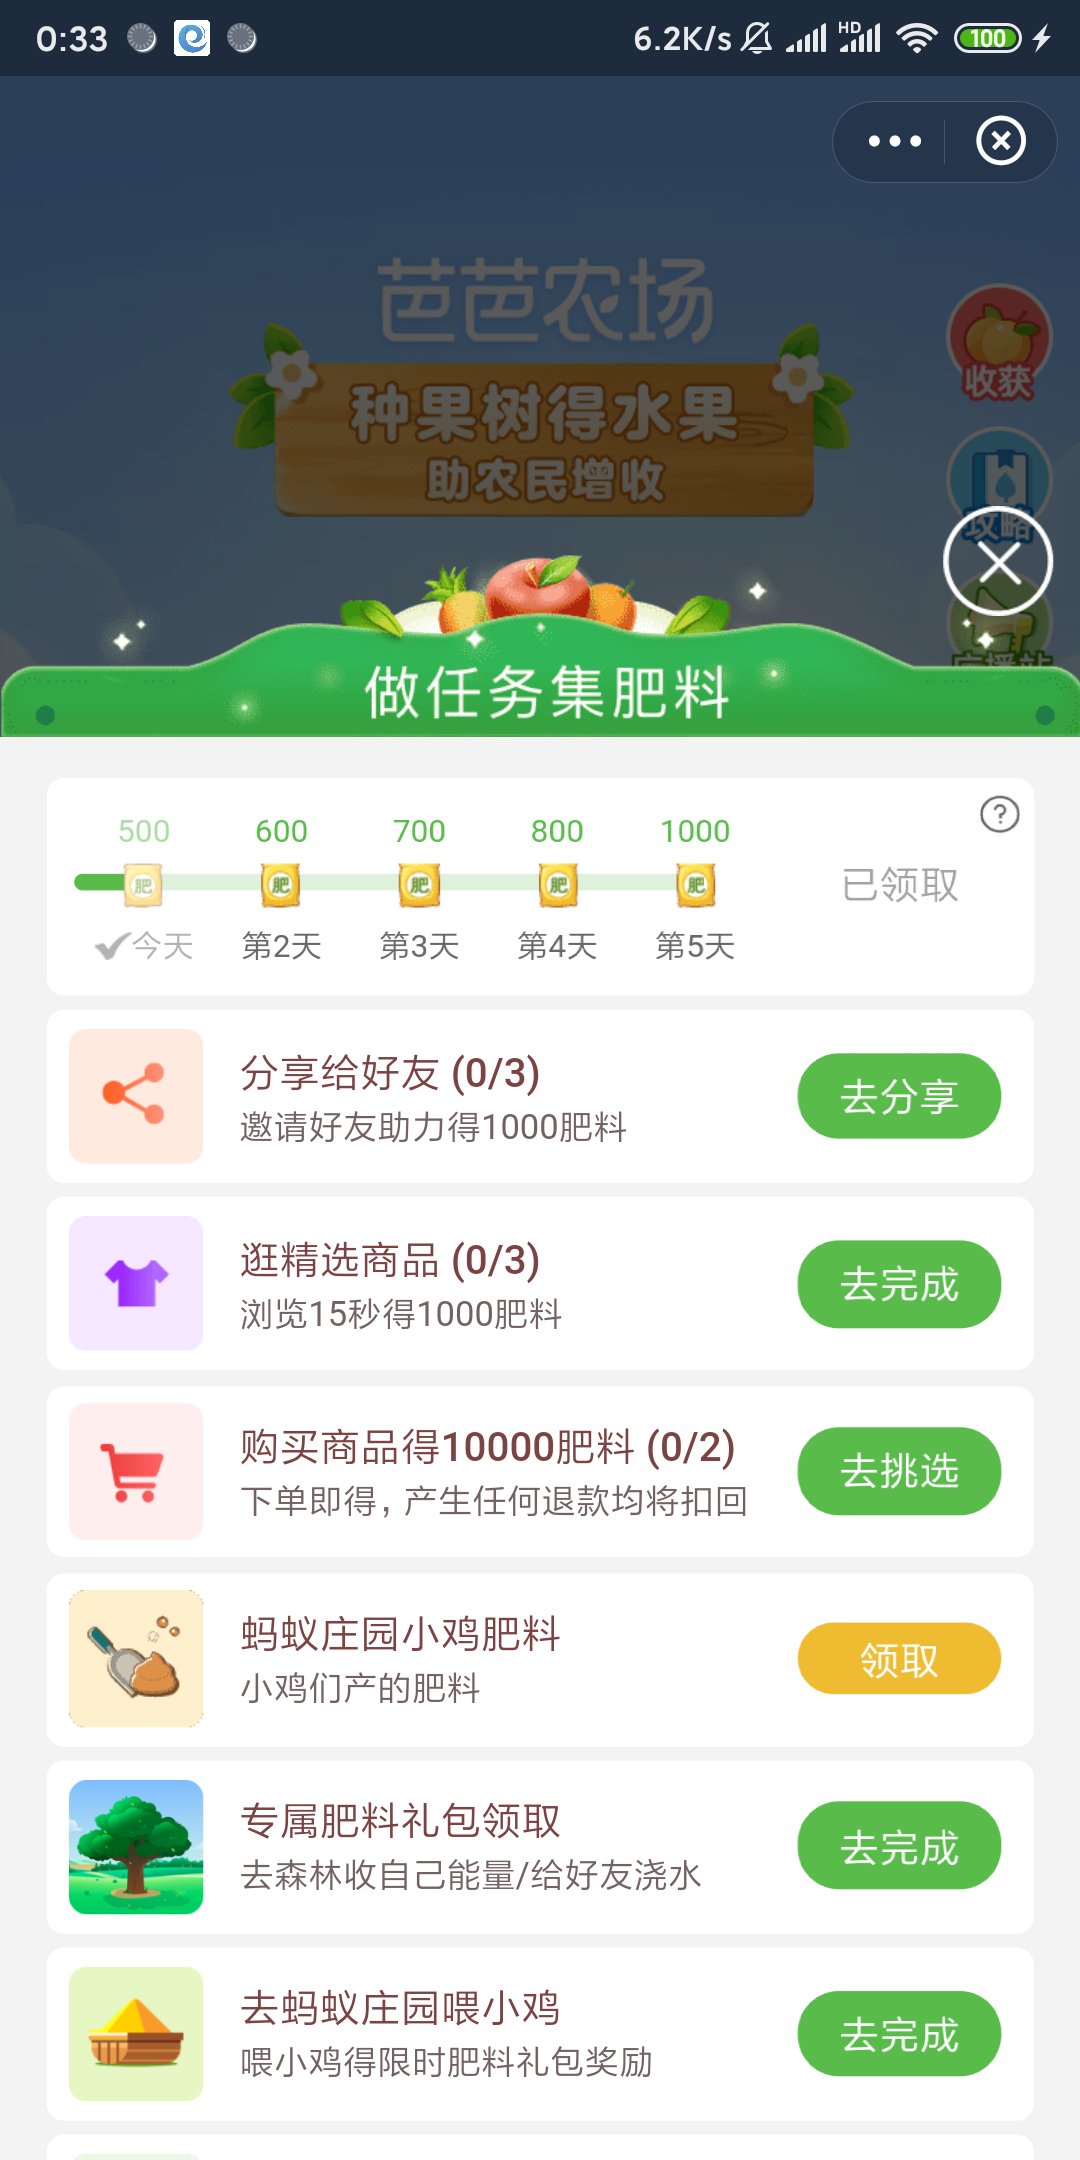 0:33
6.2K/s HD 100
芭芭农场
种果树得水果
助农民增收
收获
攻略
广播站
做任务集肥料
500 600 700 800 1000
肥 肥 肥 肥 肥
已领取
今天 第2天 第3天 第4天 第5天
分享给好友 (0/3)
邀请好友助力得1000肥料
去分享
逛精选商品 (0/3)
浏览15秒得1000肥料
去完成
购买商品得10000肥料 (0/2)
下单即得，产生任何退款均将扣回
去挑选
蚂蚁庄园小鸡肥料
小鸡们产的肥料
领取
专属肥料礼包领取
去森林收自己能量/给好友浇水
去完成
去蚂蚁庄园喂小鸡
喂小鸡得限时肥料礼包奖励
去完成